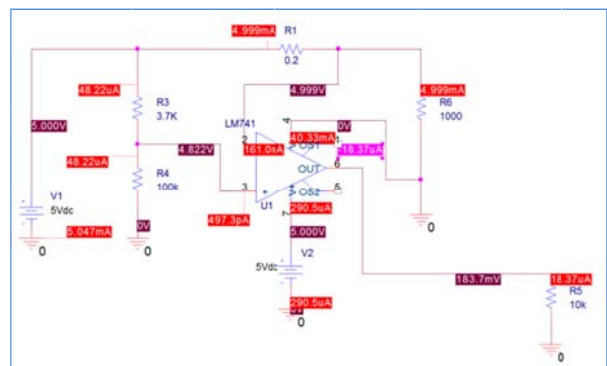 4.999mA
R1
0.2
48.22uA
R3
3.7K
LM741
4.999V
4
0V
4.999mA
R6
1000
5.000V
40.33mA
OS1
1
-18.37uA
2
161.0nA
4.822V
48.22uA
R4
100k
OUT
6
V1
5Vdc
3
OS2
5
U1
497.3pA
290.5uA
7
5.000V
0V
0
5.047mA
0
0
V2
5Vdc
183.7mV
18.37uA
R5
10k
290.5uA
0
0